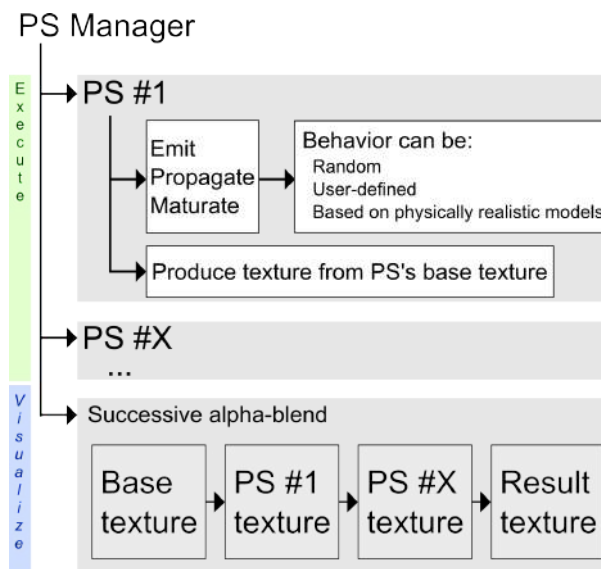 PS Manager
Execute
PS #1
Emit
Propagate
Maturate
Behavior can be:
Random
User-defined
Based on physically realistic models
Produce texture from PS's base texture
PS #X
...
Visualize
Successive alpha-blend
Base
texture
PS #1
texture
PS #X
texture
Result
texture